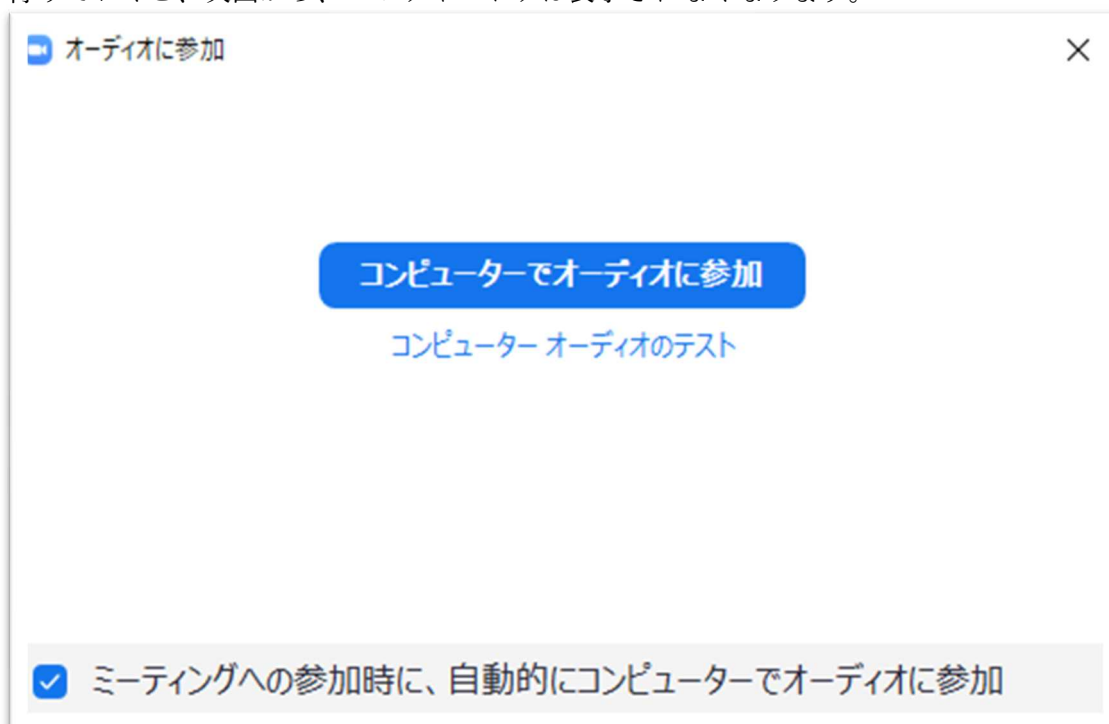 オーディオに参加
コンピューターでオーディオに参加
コンピューター オーディオのテスト
ミーティングへの参加時に、自動的にコンピューターでオーディオに参加